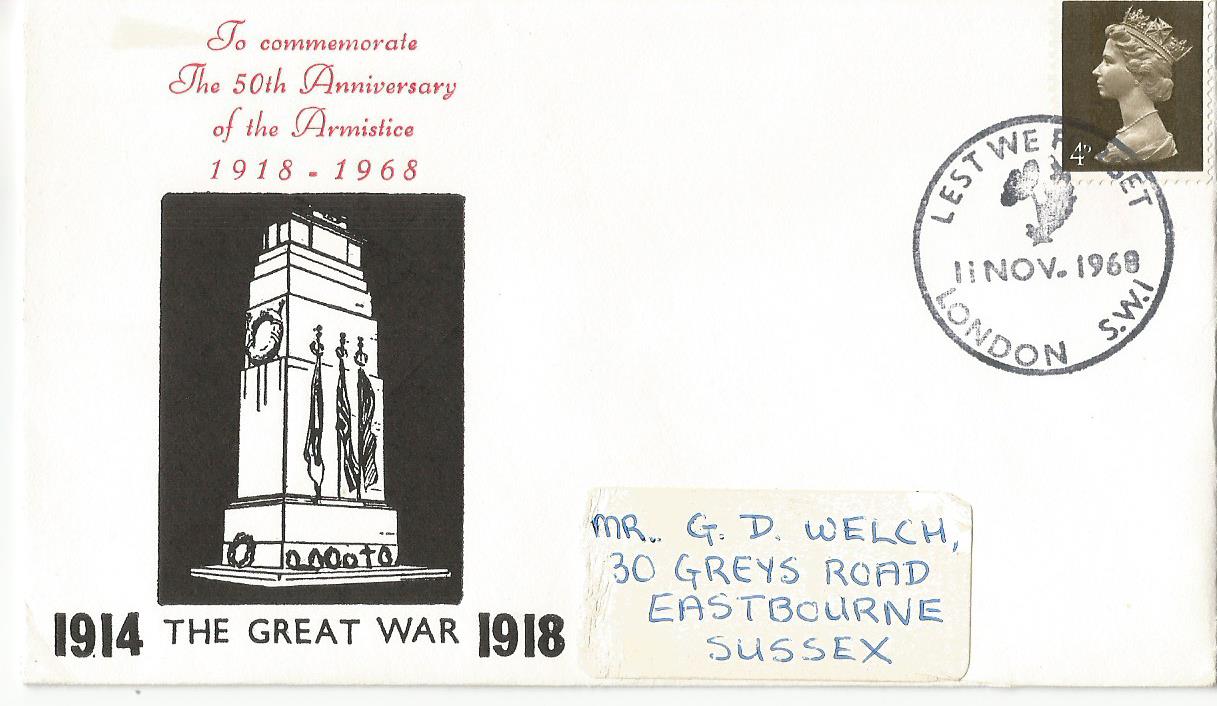 To commemorate
The 50th Anniversary
of the Armistice
1918 - 1968
4D
LEST WE FORGET
11 NOV. 1968
LONDON S.W.1
MR. G. D. WELCH,
30 GREYS ROAD
EASTBOURNE
SUSSEX
1914 THE GREAT WAR 1918